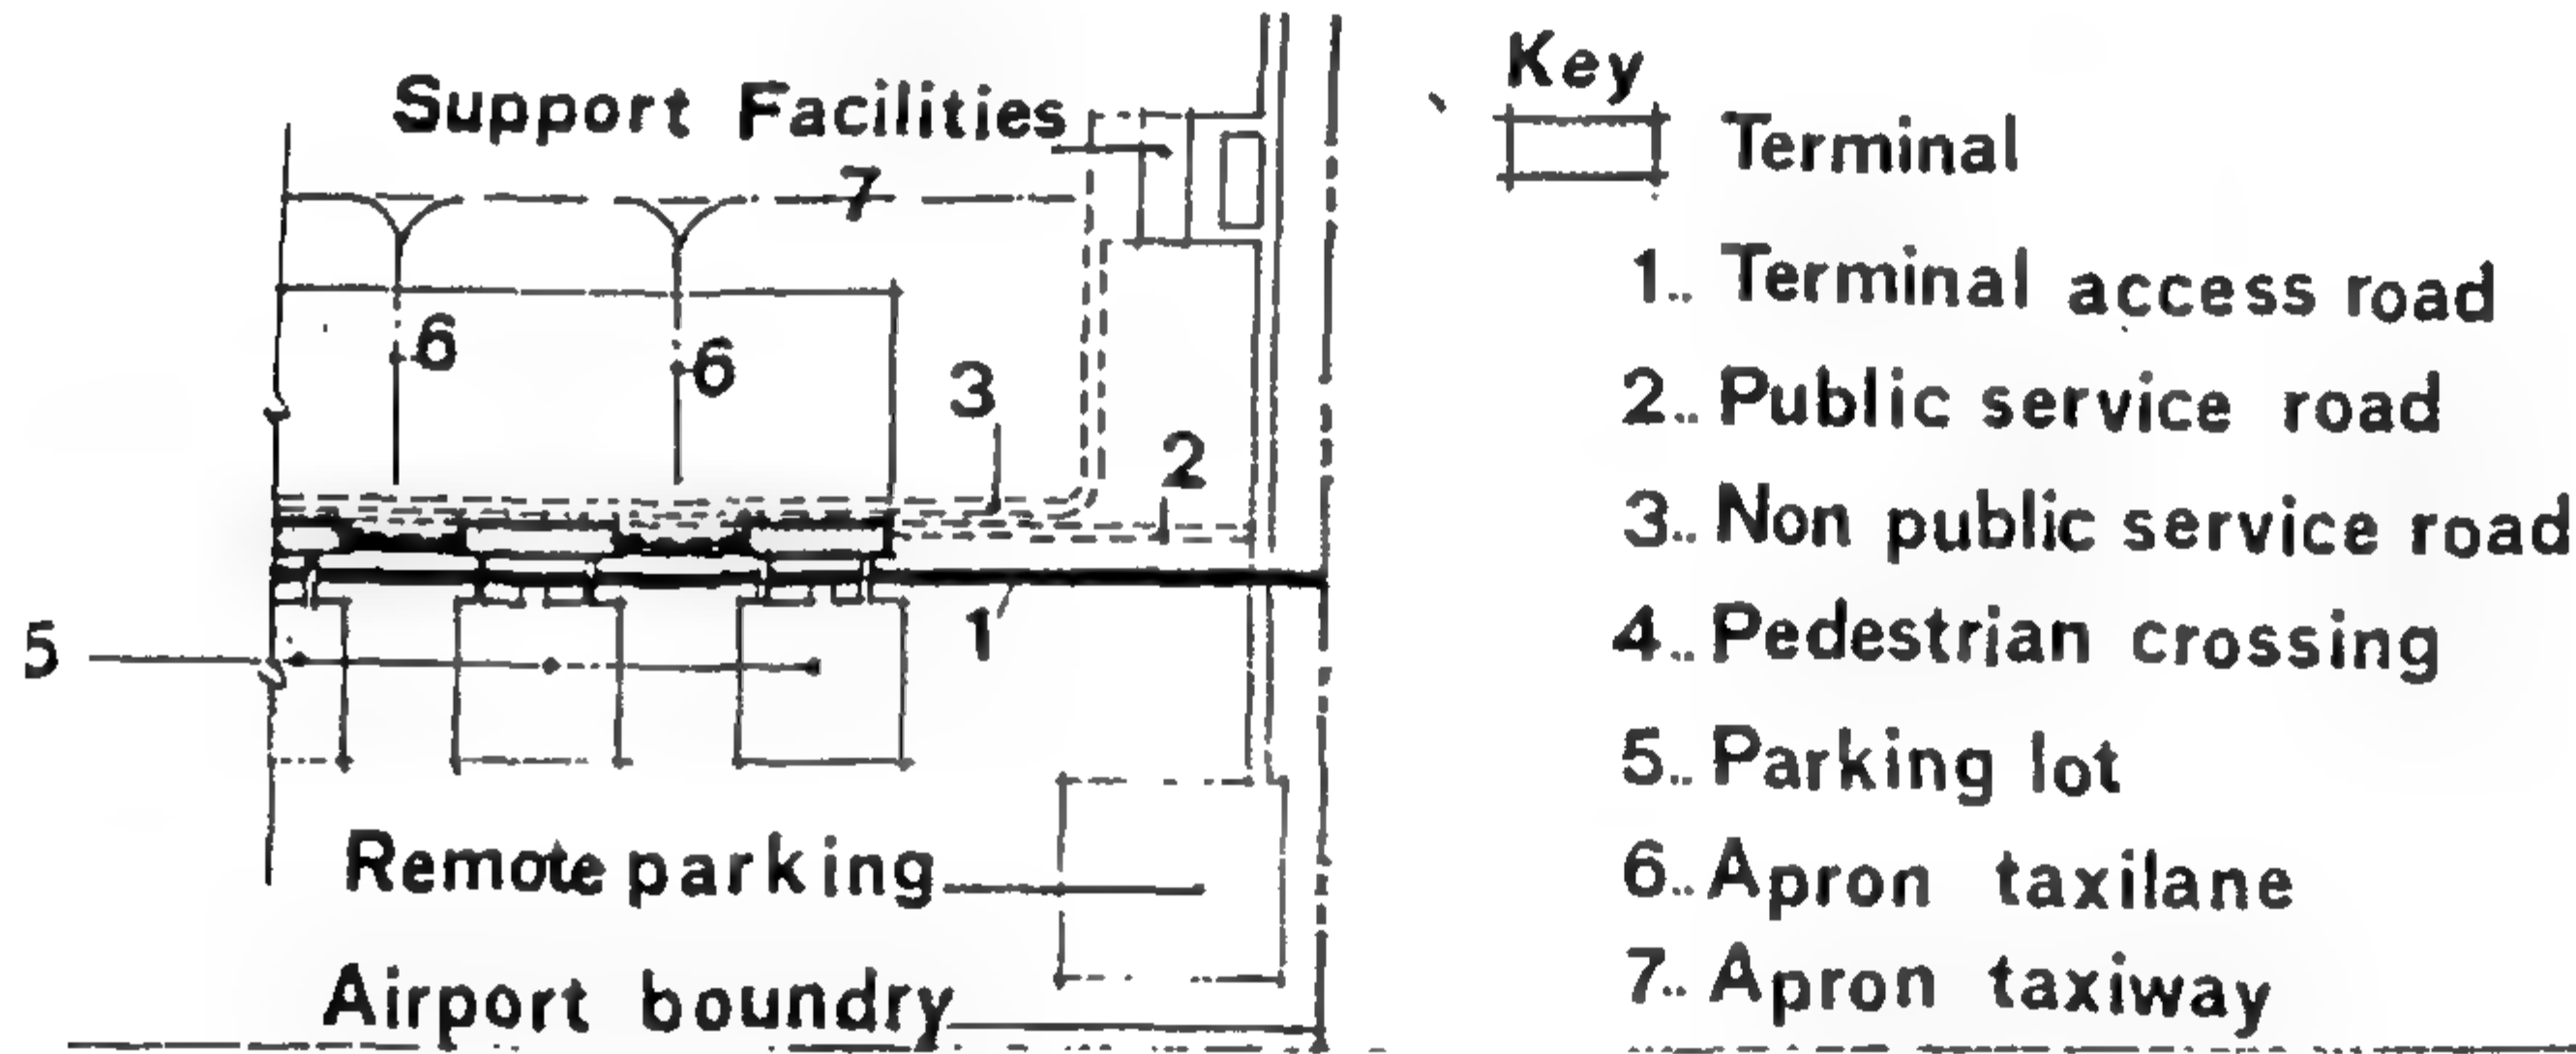 Support Facilities
7
6
6
3
2
1
5
Remote parking
Airport boundry
Key
Terminal
1.. Terminal access road
2.. Public service road
3.. Non public service road
4.. Pedestrian crossing
5.. Parking lot
6.. Apron taxilane
7.. Apron taxiway